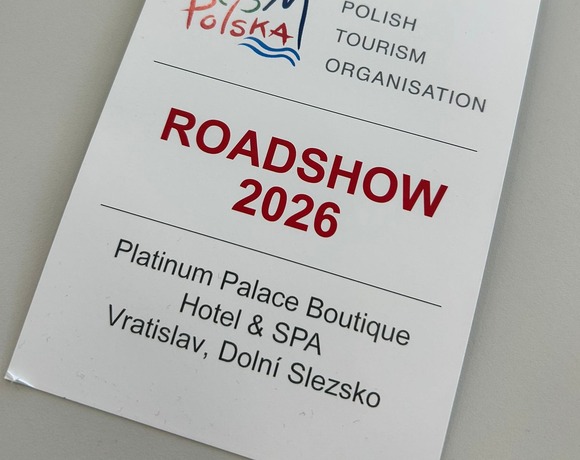 Polska
POLISH
TOURISM
ORGANISATION
ROADSHOW
2026
Platinum Palace Boutique
Hotel & SPA
Vratislav, Dolní Slezsko